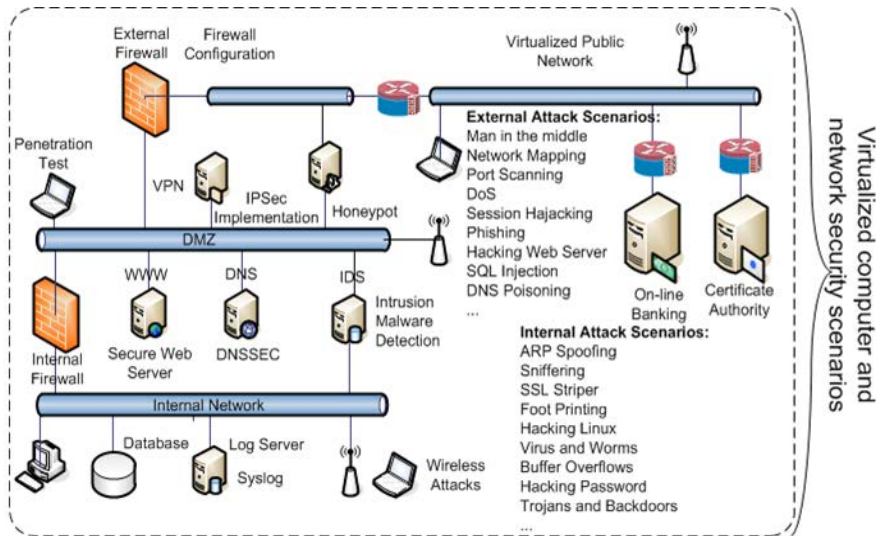 External
Firewall
Firewall
Configuration
Virtualized Public
Network
Penetration
Test
VPN
IPSec
Implementation
Honeypot
External Attack Scenarios:
Man in the middle
Network Mapping
Port Scanning
DoS
Session Hajacking
Phishing
Hacking Web Server
SQL Injection
DNS Poisoning
...
On-line
Banking
Certificate
Authority
DMZ
WWW
DNS
IDS
Internal
Firewall
Secure Web
Server
DNSSEC
Intrusion
Malware
Detection
Internal Attack Scenarios:
ARP Spoofing
Sniffering
SSL Striper
Foot Printing
Hacking Linux
Virus and Worms
Buffer Overflows
Hacking Password
Trojans and Backdoors
...
Internal Network
Database
Log Server
Syslog
Wireless
Attacks
Virtualized computer and
network security scenarios